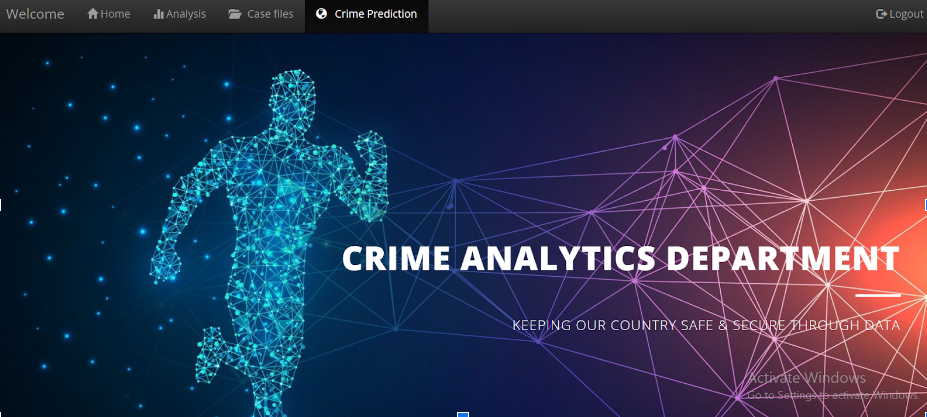 Welcome Home Analysis Case files Crime Prediction Logout
CRIME ANALYTICS DEPARTMENT
KEEPING OUR COUNTRY SAFE & SECURE THROUGH DATA
Activate Windows
Go to Settings to activate Windows.